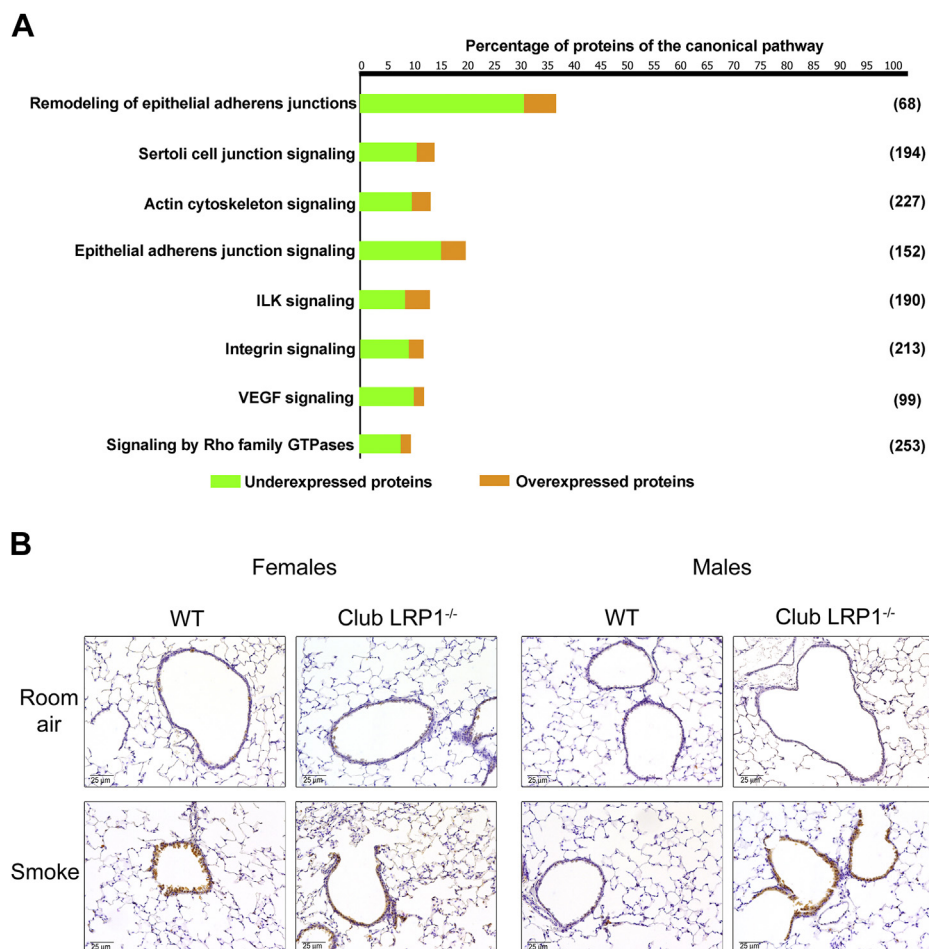 A
Percentage of proteins of the canonical pathway
0 5 10 15 20 25 30 35 40 45 50 55 60 65 70 75 80 85 90 95 100
Remodeling of epithelial adherens junctions (68)
Sertoli cell junction signaling (194)
Actin cytoskeleton signaling (227)
Epithelial adherens junction signaling (152)
ILK signaling (190)
Integrin signaling (213)
VEGF signaling (99)
Signaling by Rho family GTPases (253)
Underexpressed proteins Overexpressed proteins
B
Females Males
WT Club LRP1-/- WT Club LRP1-/-
Room
air
25 µm 25 µm 25 µm 25 µm
Smoke
25 µm 25 µm 25 µm 25 µm